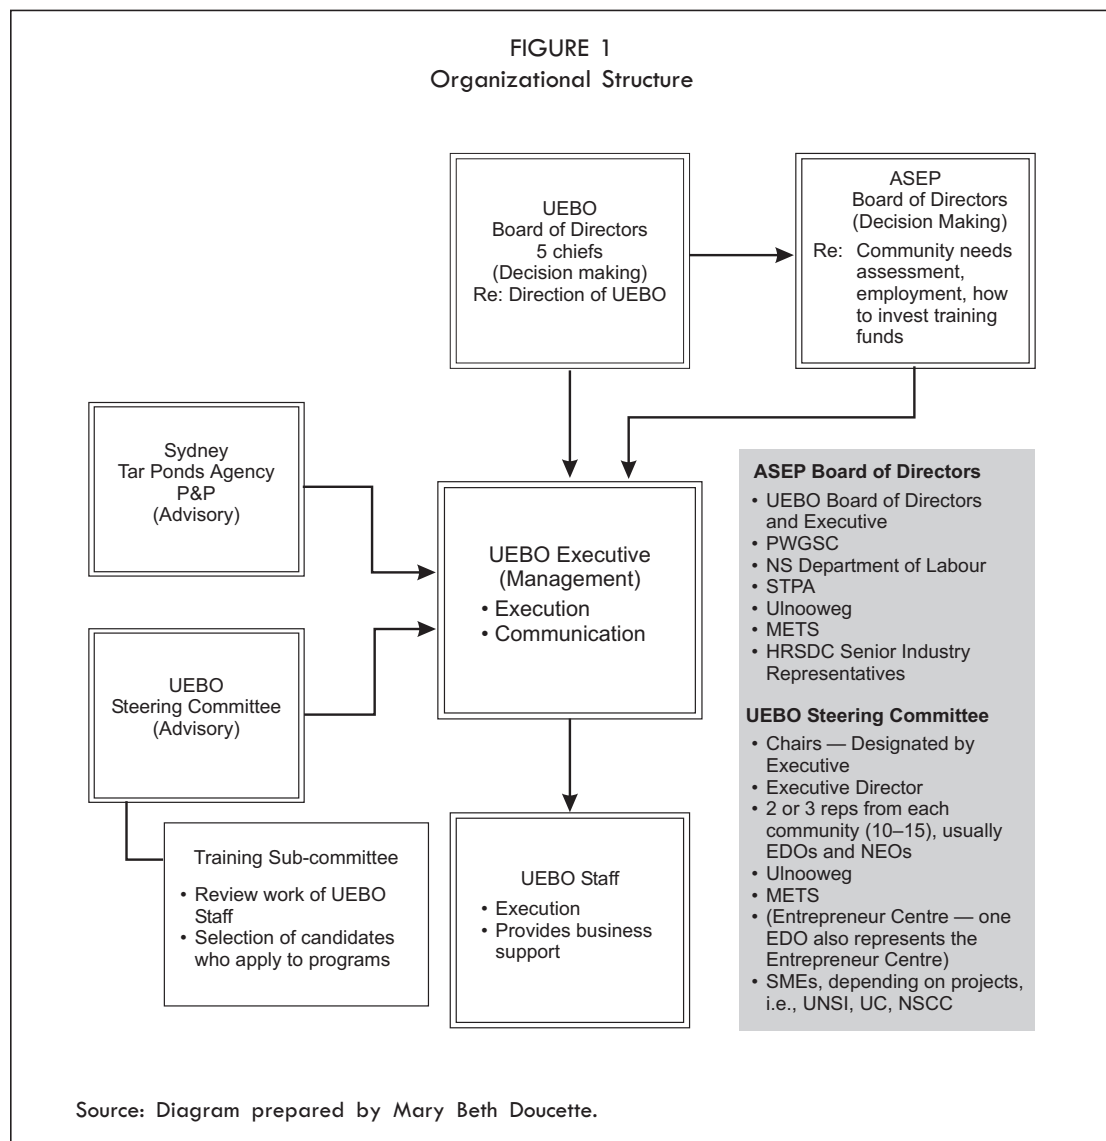 FIGURE 1
Organizational Structure
UEBO
Board of Directors
5 chiefs
(Decision making)
Re: Direction of UEBO
ASEP
Board of Directors
(Decision Making)
Re: Community needs
assessment,
employment, how
to invest training
funds
Sydney
Tar Ponds Agency
P&P
(Advisory)
UEBO Executive
(Management)
• Execution
• Communication
UEBO
Steering Committee
(Advisory)
Training Sub-committee
• Review work of UEBO
Staff
• Selection of candidates
who apply to programs
UEBO Staff
• Execution
• Provides business
support
ASEP Board of Directors
• UEBO Board of Directors
and Executive
• PWGSC
• NS Department of Labour
• STPA
• Ulnooweg
• METS
• HRSDC Senior Industry
Representatives
UEBO Steering Committee
• Chairs — Designated by
Executive
• Executive Director
• 2 or 3 reps from each
community (10–15), usually
EDOs and NEOs
• Ulnooweg
• METS
• (Entrepreneur Centre — one
EDO also represents the
Entrepreneur Centre)
• SMEs, depending on projects,
i.e., UNSI, UC, NSCC
Source: Diagram prepared by Mary Beth Doucette.